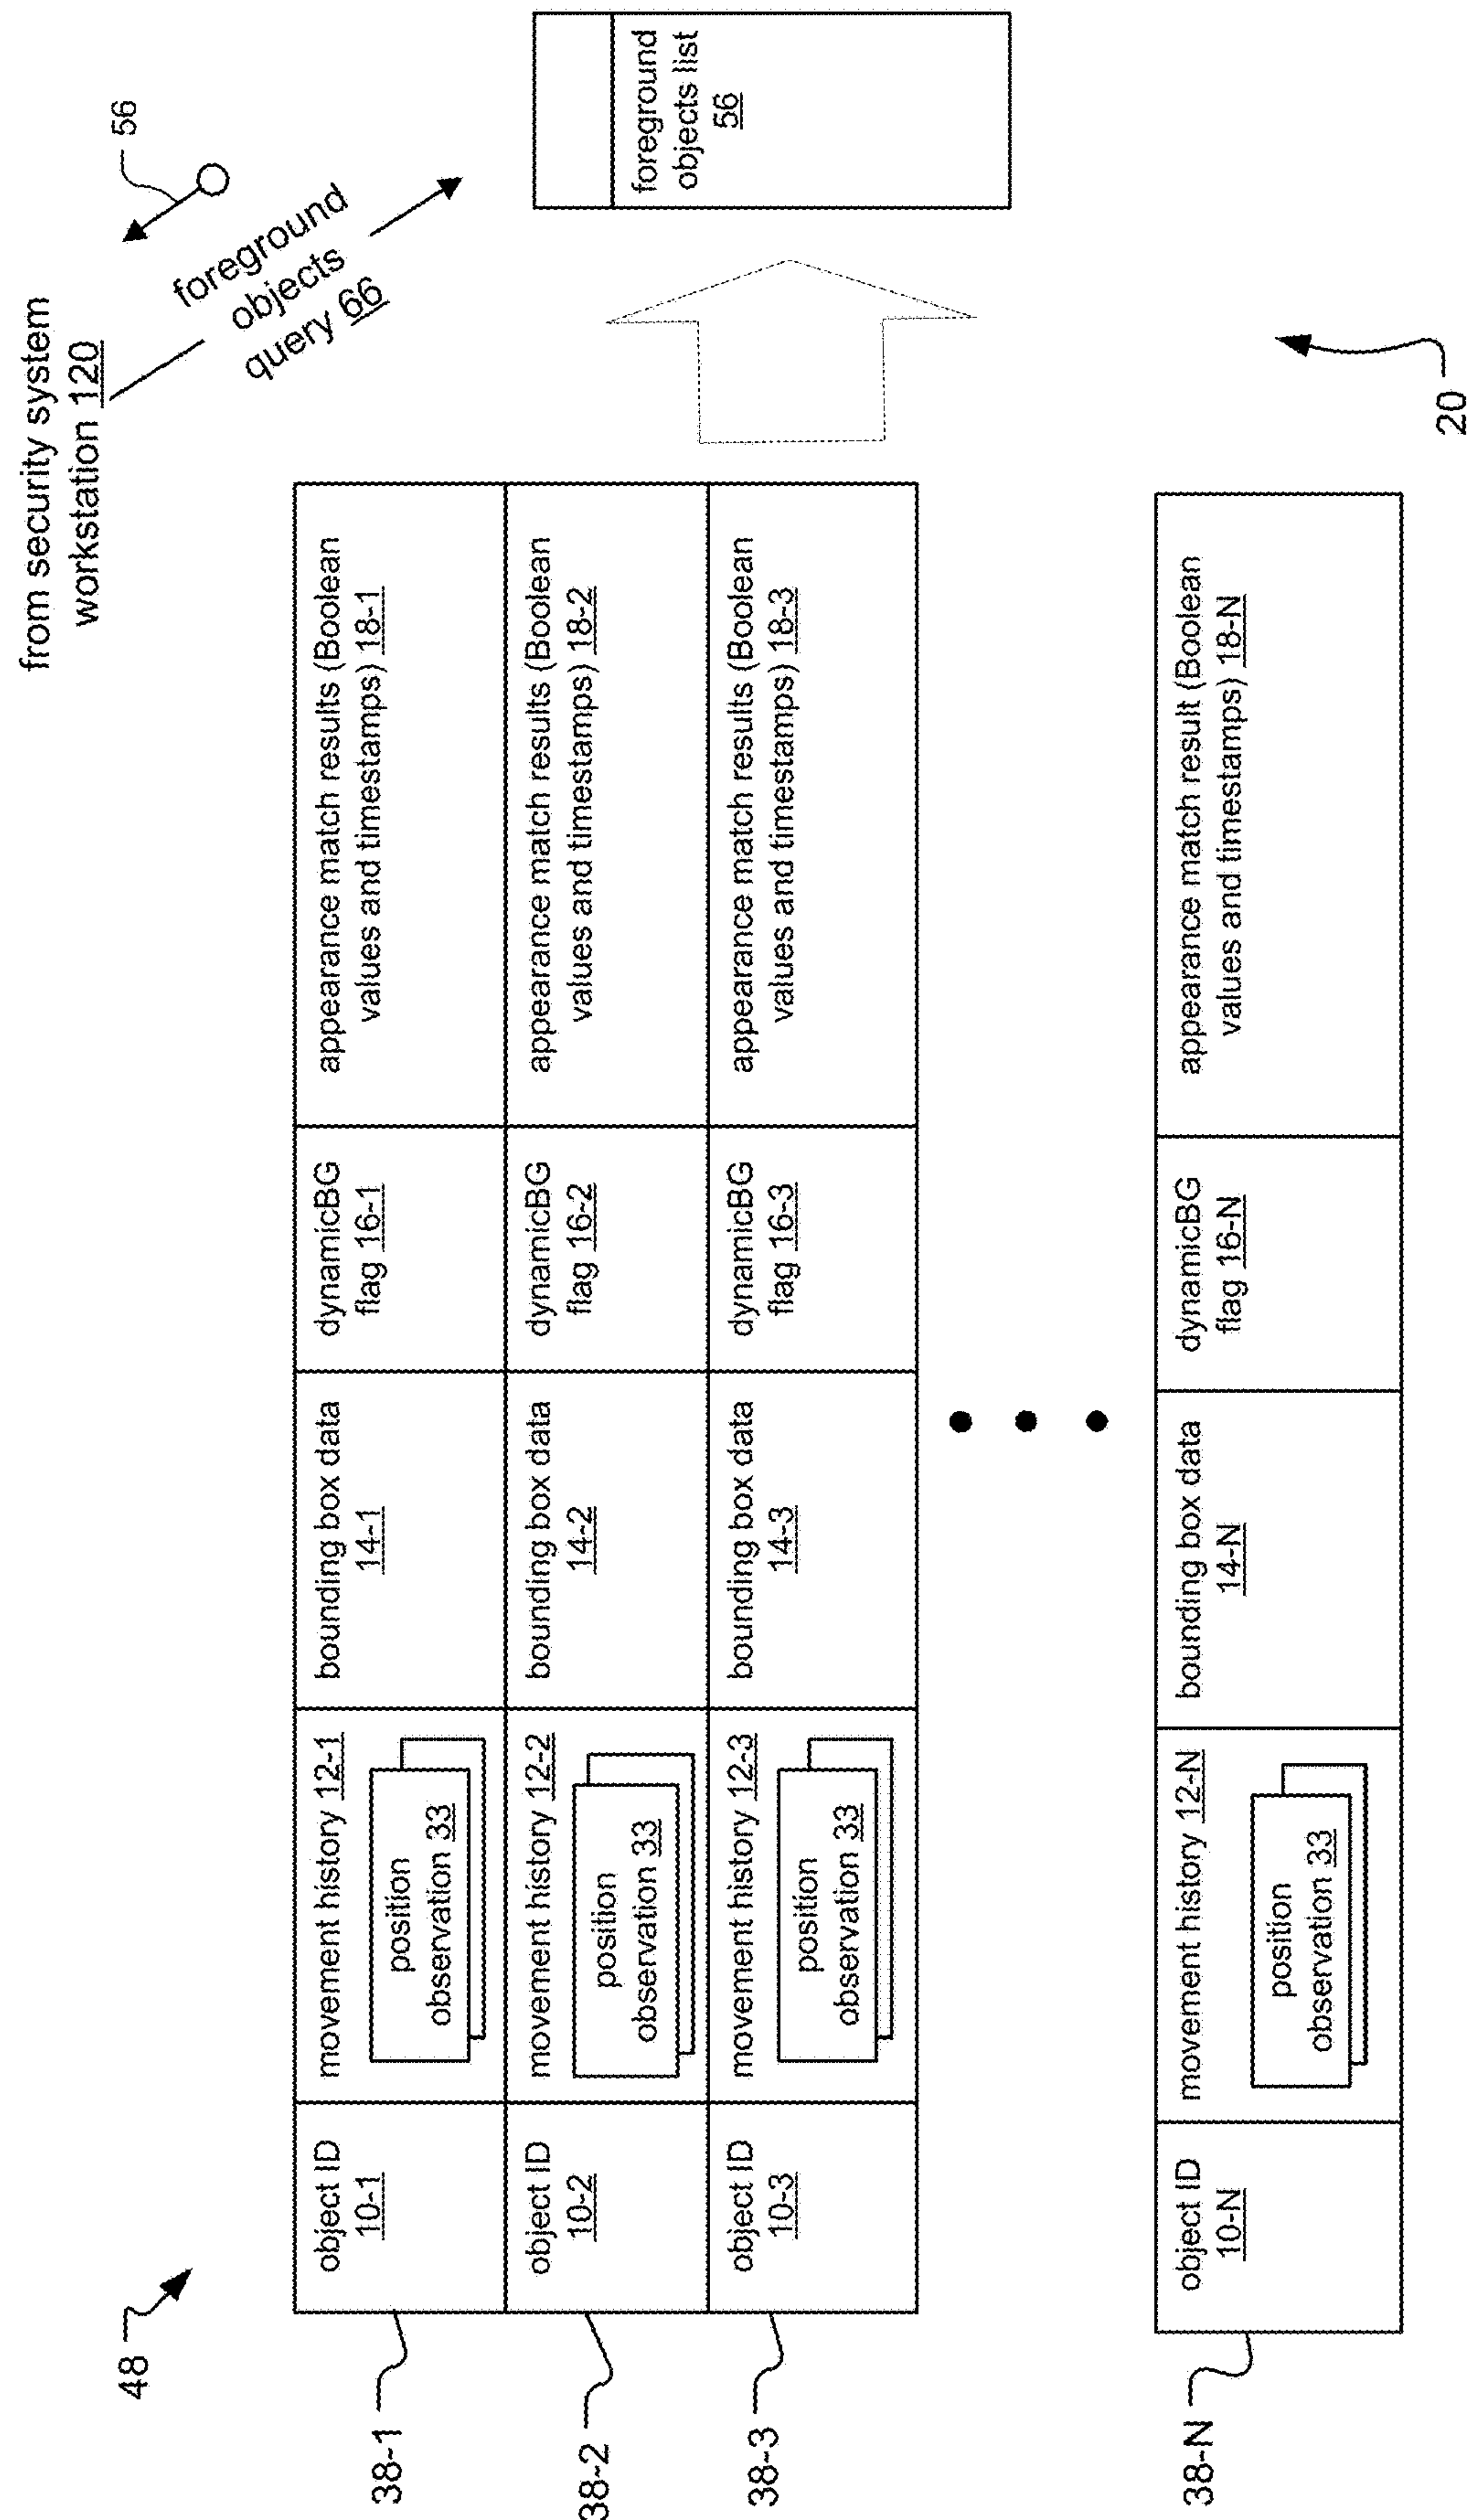 from security system
workstation 120
foreground
objects
query 66
56
foreground
objects list
56
48
38-1
object ID
10-1
movement history 12-1
position
observation 33
bounding box data
14-1
dynamicBG
flag 16-1
appearance match results (Boolean
values and timestamps) 18-1
38-2
object ID
10-2
movement history 12-2
position
observation 33
bounding box data
14-2
dynamicBG
flag 16-2
appearance match results (Boolean
values and timestamps) 18-2
38-3
object ID
10-3
movement history 12-3
position
observation 33
bounding box data
14-3
dynamicBG
flag 16-3
appearance match results (Boolean
values and timestamps) 18-3
38-N
object ID
10-N
movement history 12-N
position
observation 33
bounding box data
14-N
dynamicBG
flag 16-N
appearance match result (Boolean
values and timestamps) 18-N
20